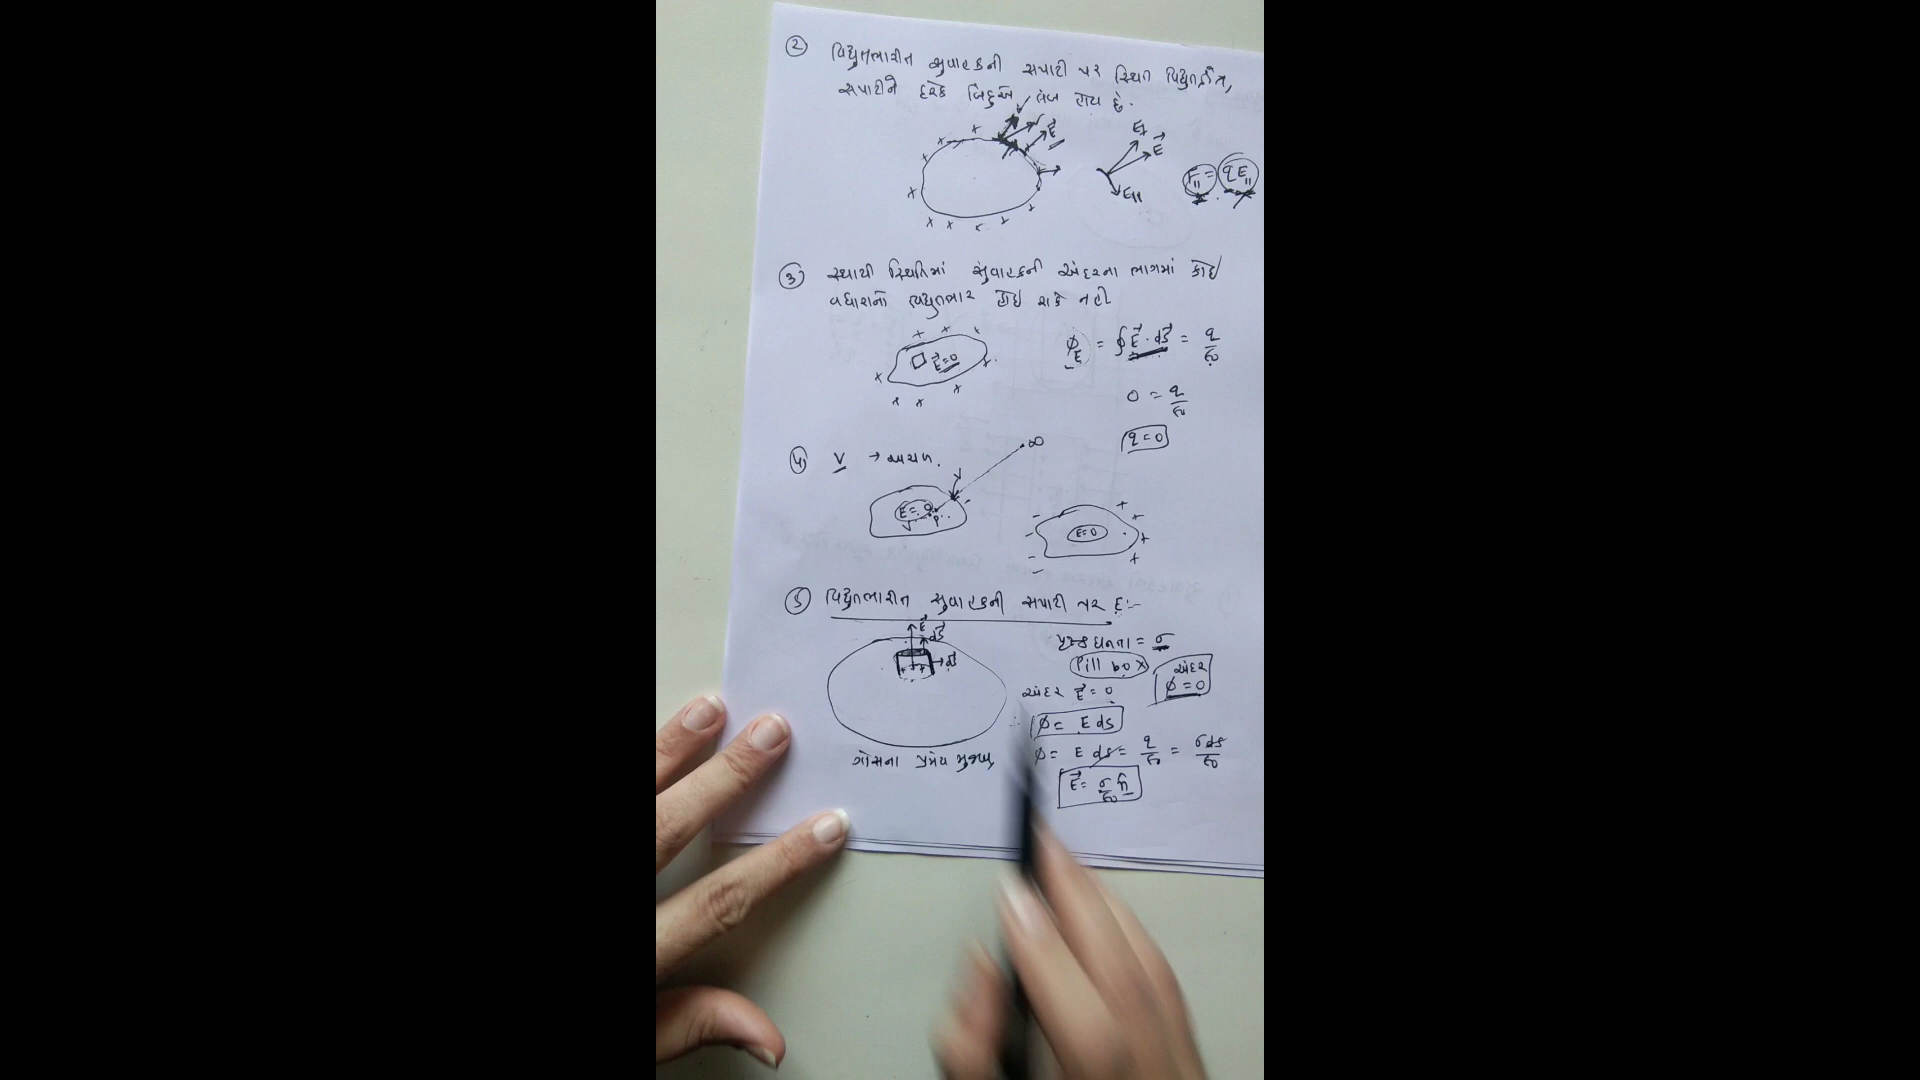 ② વિદ્યુતભારીત સુવાહકની સપાટી પર સ્થિત વિદ્યુતક્ષેત્ર,
સપાટીને દરેક બિંદુએ લંબ હોય છે.
E⃗
E⊥
E⃗
E||
F|| = qE||
③ સ્થાયી સ્થિતિમાં સુવાહકની અંદરના ભાગમાં કોઈ
વધારાનો વિદ્યુતભાર હોઇ શકે નહી
E⃗=0
ϕE = ∮E⃗·ds⃗ = q/ε0
0 = q/ε0
q=0
④ V → અચળ.
∞
V
E=0
V P
E=0
⑤ વિદ્યુતભારીત સુવાહકની સપાટી પર E:-
E⃗
ds⃗
ds⃗
પૃષ્ઠઘનતા = σ
Pill box
અંદર
ϕ=0
અંદર E⃗=0
∴ ϕ= E ds
ગૌસના પ્રમેય મુજબ,
ϕ= E ds = q/ε0 = σds/ε0
E⃗= σ/ε0 n̂